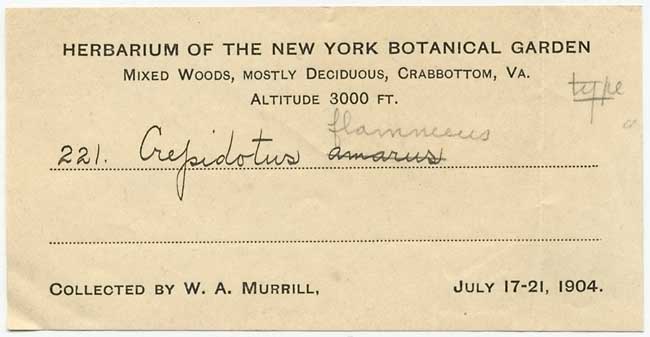 HERBARIUM OF THE NEW YORK BOTANICAL GARDEN
MIXED WOODS, MOSTLY DECIDUOUS, CRABBOTTOM, VA.
ALTITUDE 3000 FT.
type
flammeus
221. Crepidotus amarus
COLLECTED BY W. A. MURRILL, JULY 17-21, 1904.